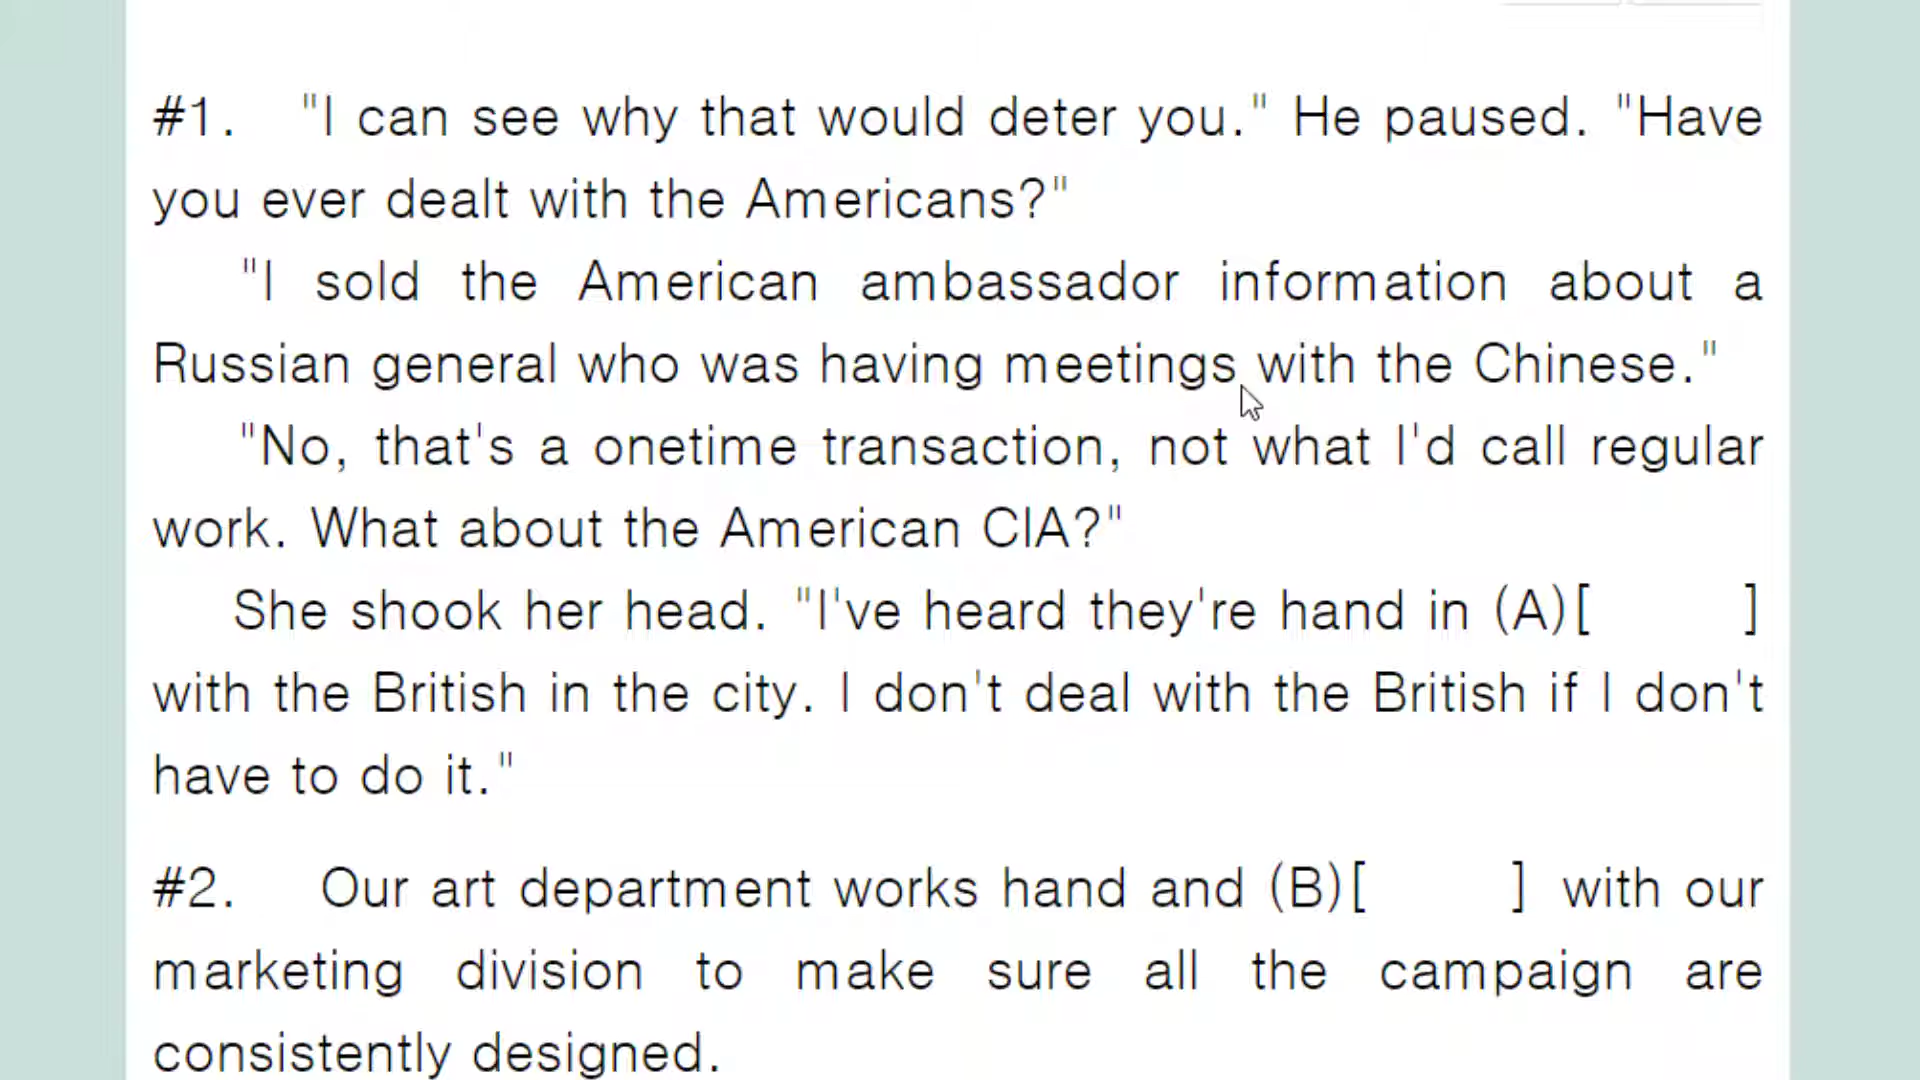 #1. "I can see why that would deter you." He paused. "Have
you ever dealt with the Americans?"
"I sold the American ambassador information about a
Russian general who was having meetings with the Chinese."
"No, that's a onetime transaction, not what I'd call regular
work. What about the American CIA?"
She shook her head. "I've heard they're hand in (A)[ ]
with the British in the city. I don't deal with the British if I don't
have to do it."
#2. Our art department works hand and (B)[ ] with our
marketing division to make sure all the campaign are
consistently designed.